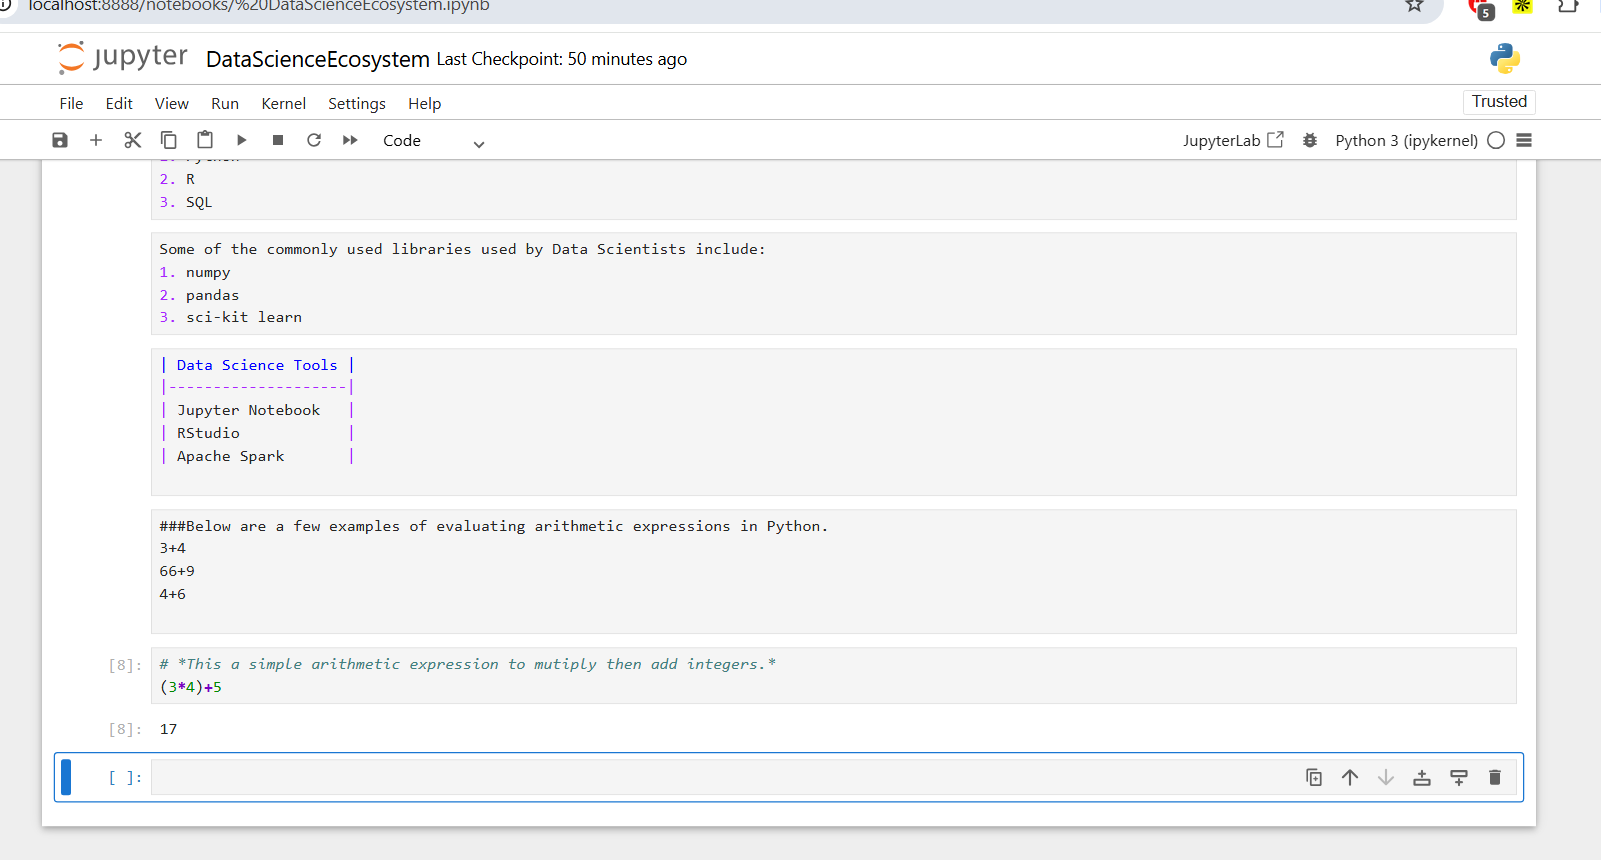 localhost:8888/notebooks/%20DataScienceEcosystem.ipynb
5
jupyter DataScienceEcosystem Last Checkpoint: 50 minutes ago
File Edit View Run Kernel Settings Help
Trusted
Code
JupyterLab
Python 3 (ipykernel)
2. R
3. SQL
Some of the commonly used libraries used by Data Scientists include:
1. numpy
2. pandas
3. sci-kit learn
| Data Science Tools |
|--------------------|
| Jupyter Notebook |
| RStudio |
| Apache Spark |
###Below are a few examples of evaluating arithmetic expressions in Python.
3+4
66+9
4+6
[8]: # *This a simple arithmetic expression to mutiply then add integers.*
(3*4)+5
[8]: 17
[ ]: